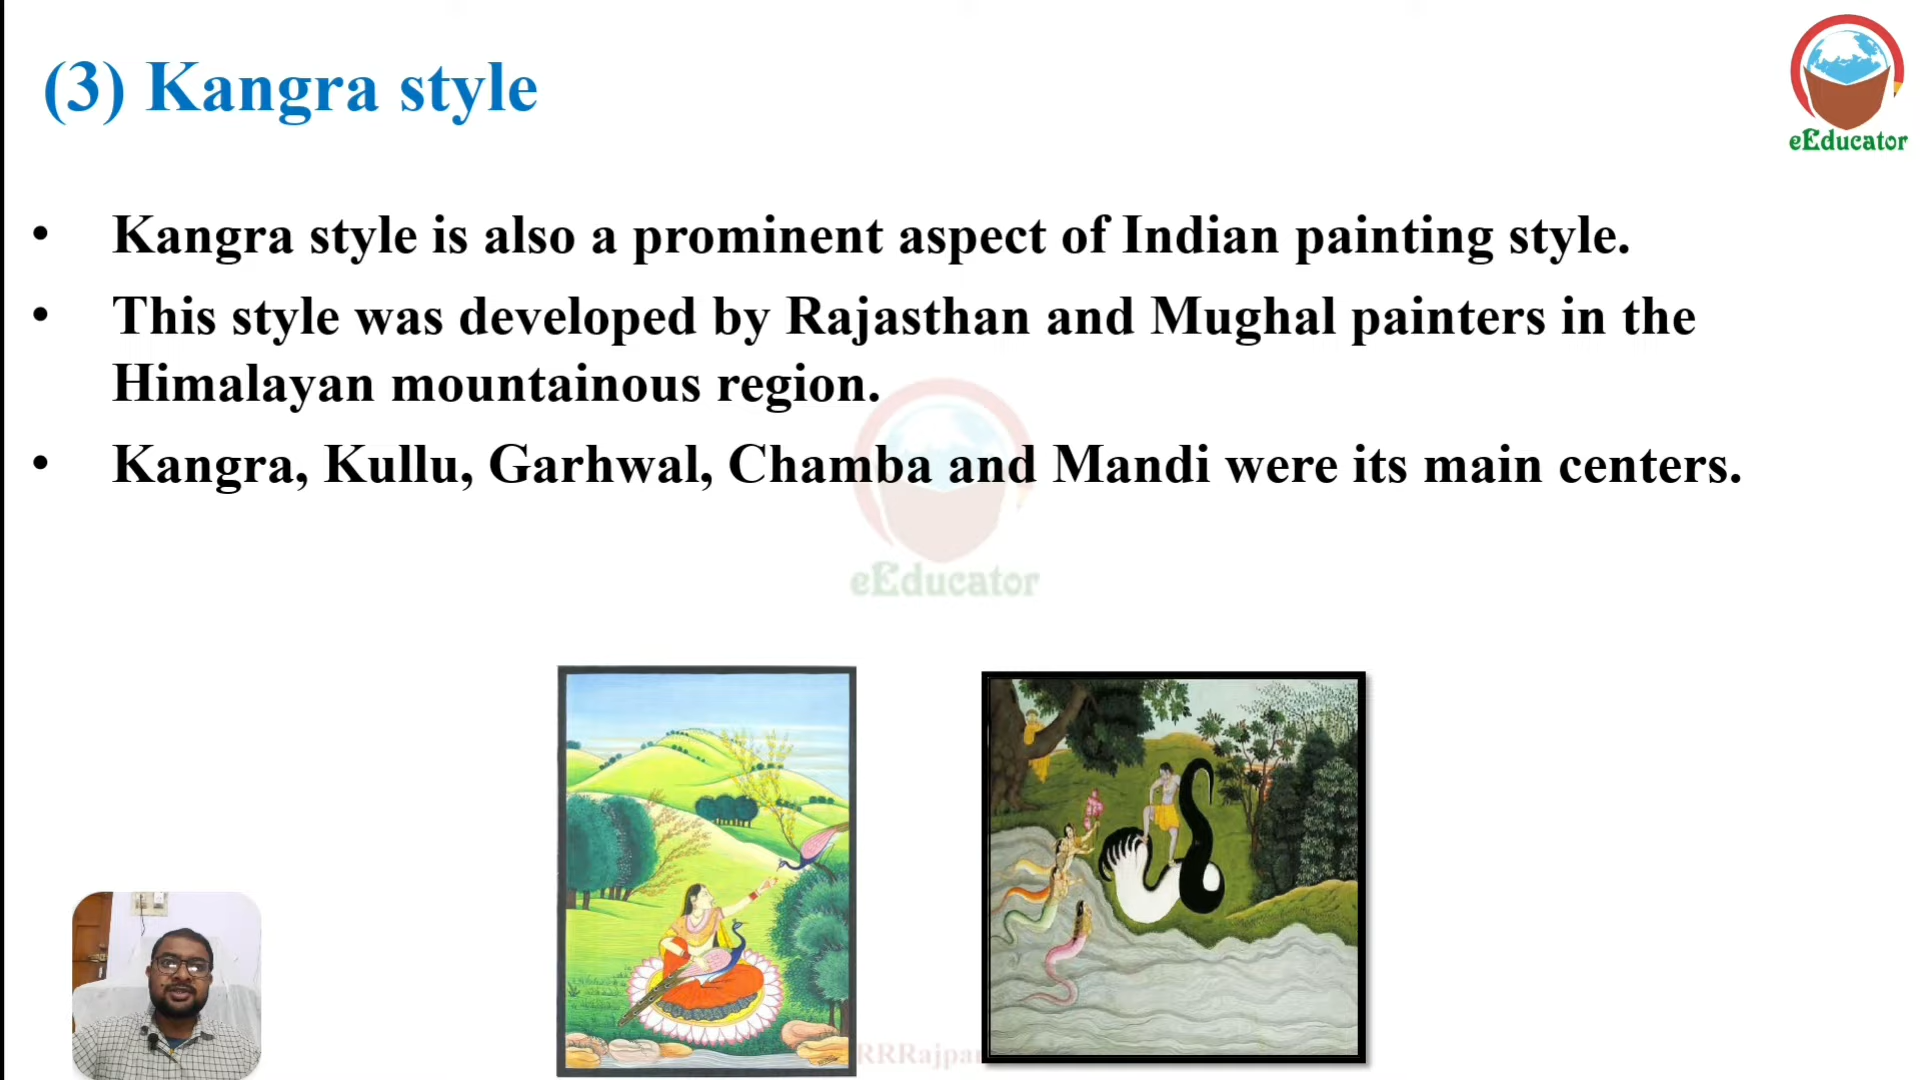 (3) Kangra style
eEducator
• Kangra style is also a prominent aspect of Indian painting style.
• This style was developed by Rajasthan and Mughal painters in the
Himalayan mountainous region.
• Kangra, Kullu, Garhwal, Chamba and Mandi were its main centers.
eEducator